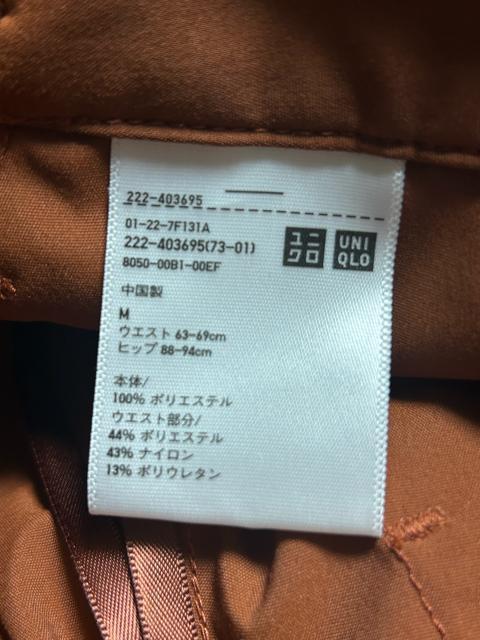 222-403695
01-22-7F131A
222-403695(73-01)
8050-00B1-00EF
ユニ
クロ
UNI
QLO
中国製
M
ウエスト 63-69cm
ヒップ 88-94cm
本体/
100% ポリエステル
ウエスト部分/
44% ポリエステル
43% ナイロン
13% ポリウレタン